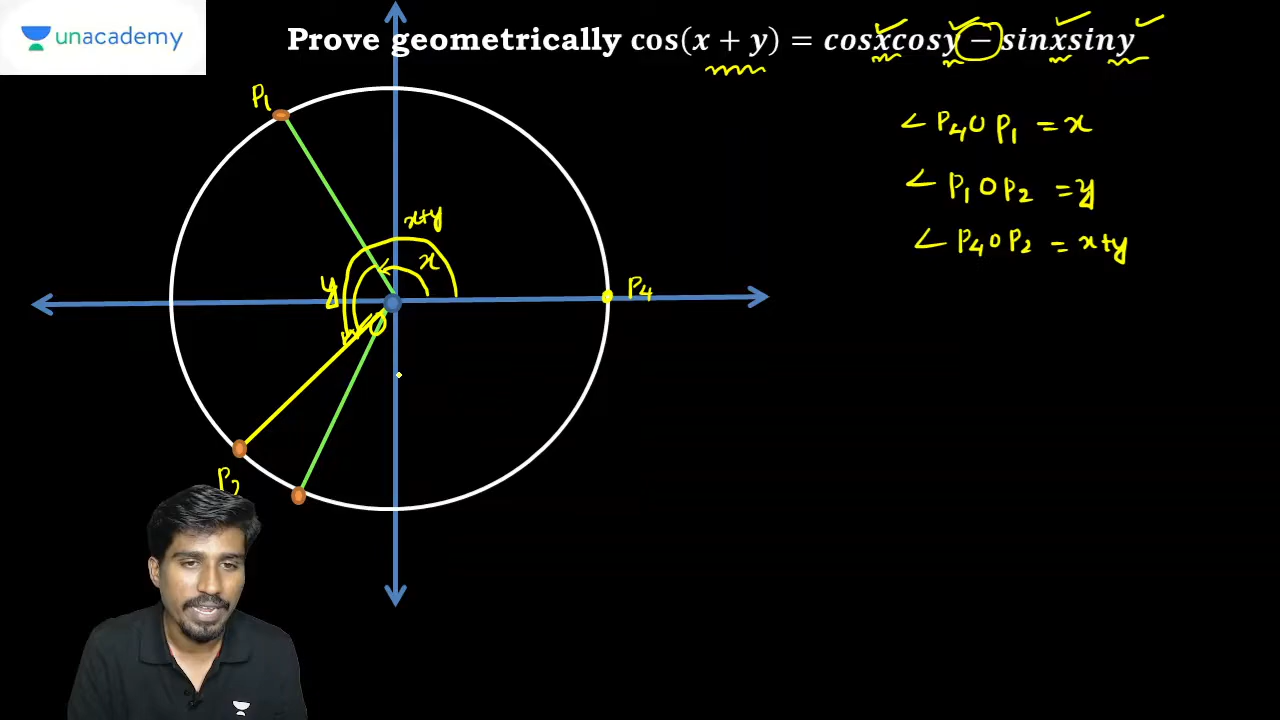 unacademy
Prove geometrically cos(x + y) = cosxcosy − sinxsiny
P₁
∠ P₄OP₁ = x
∠ P₁OP₂ = y
∠ P₄OP₂ = x+y
x+y
x
y
P₄
O
P₂